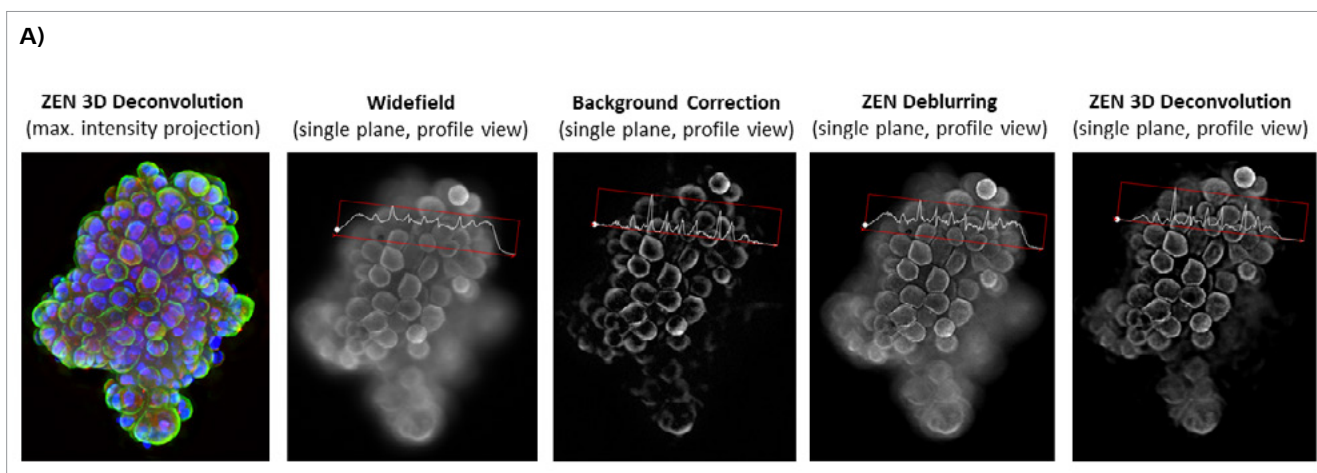 A)
ZEN 3D Deconvolution
(max. intensity projection)
Widefield
(single plane, profile view)
Background Correction
(single plane, profile view)
ZEN Deblurring
(single plane, profile view)
ZEN 3D Deconvolution
(single plane, profile view)